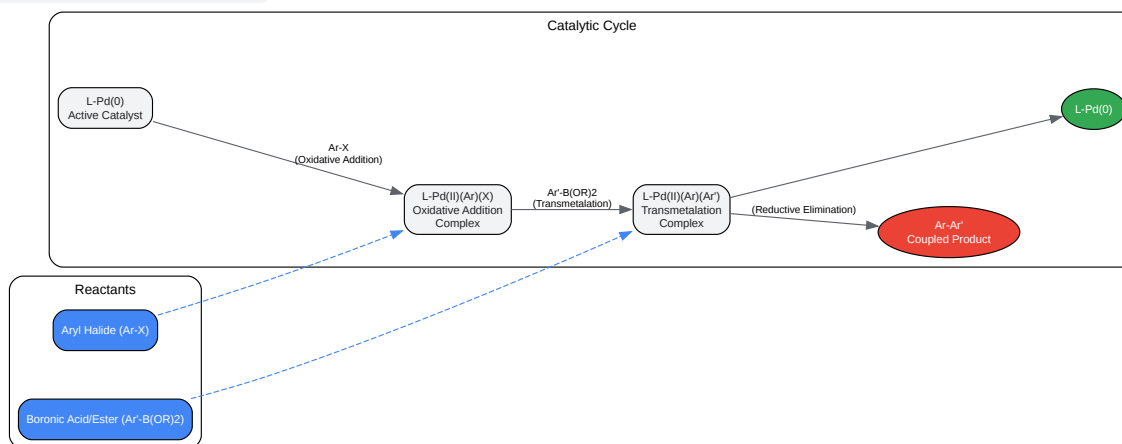 Catalytic Cycle
L-Pd(0)
Active Catalyst
L-Pd(0)
Ar-X
(Oxidative Addition)
L-Pd(II)(Ar)(X)
Oxidative Addition
Complex
Ar'-B(OR)2
(Transmetalation)
L-Pd(II)(Ar)(Ar')
Transmetalation
Complex
(Reductive Elimination)
Ar-Ar'
Coupled Product
Reactants
Aryl Halide (Ar-X)
Boronic Acid/Ester (Ar'-B(OR)2)